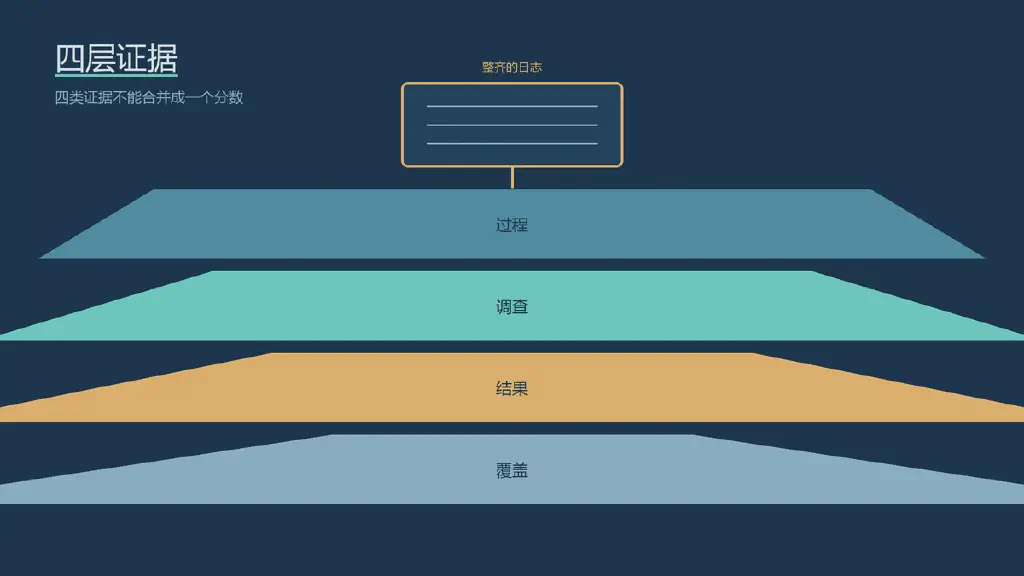 四层证据
四类证据不能合并成一个分数
整齐的日志
过程
调查
结果
覆盖